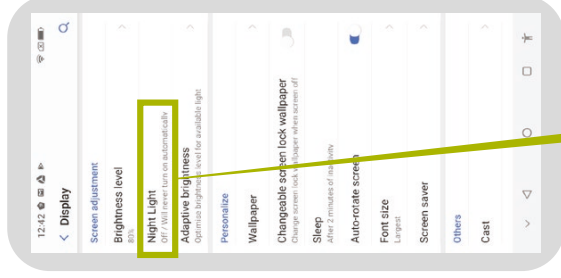 12:42
Display
Screen adjustment
Brightness level
80%
Night Light
Off / Will never turn on automatically
Adaptive brightness
Optimise brightness level for available light
Personalize
Wallpaper
Changeable screen lock wallpaper
Change screen lock wallpaper when screen off
Sleep
After 2 minutes of inactivity
Auto-rotate screen
Font size
Largest
Screen saver
Others
Cast